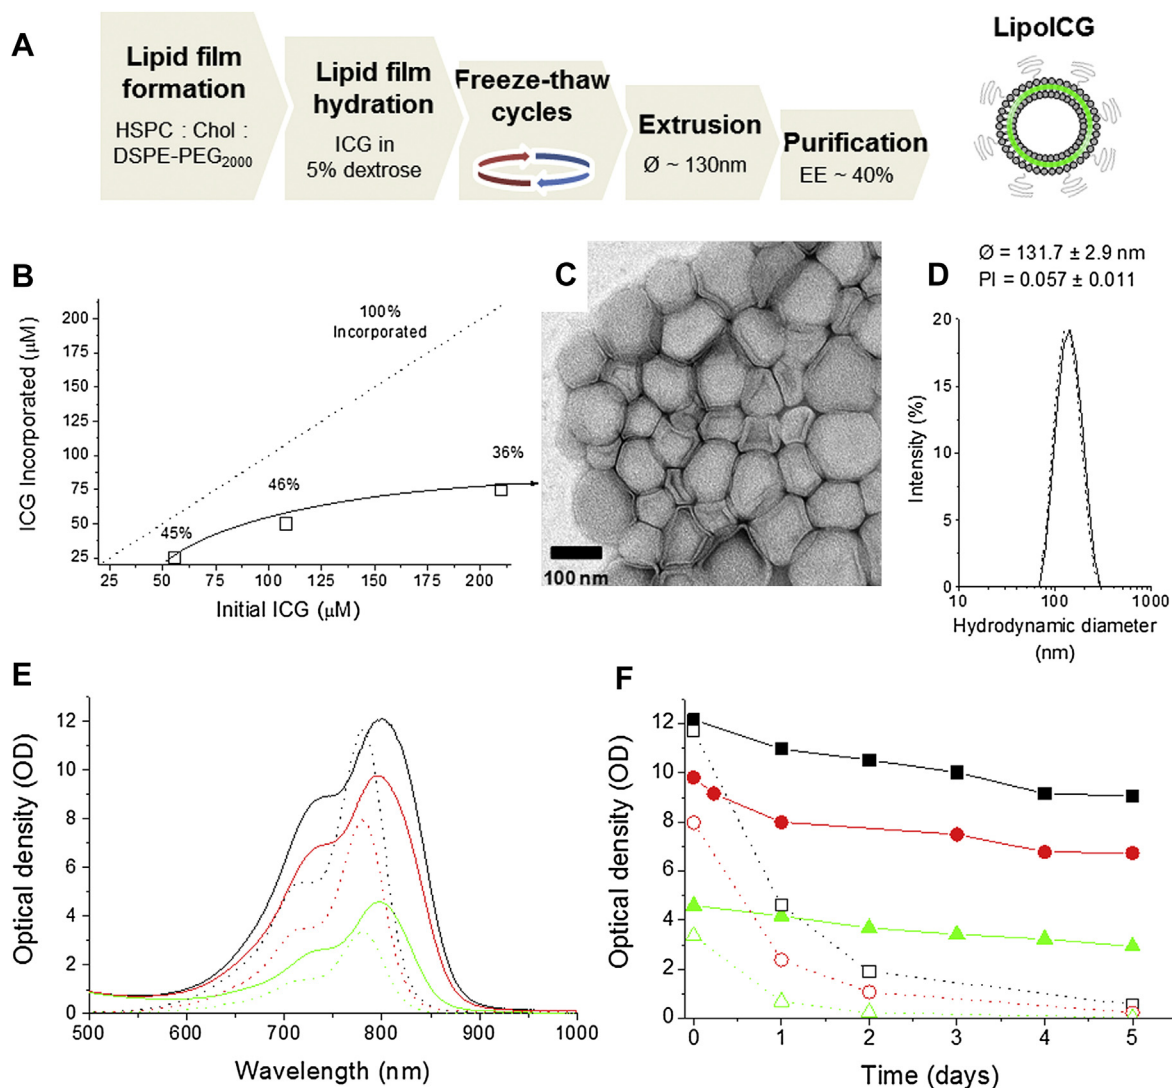 A
Lipid film
formation
HSPC : Chol :
DSPE-PEG2000
Lipid film
hydration
ICG in
5% dextrose
Freeze-thaw
cycles
Extrusion
Ø ~ 130nm
Purification
EE ~ 40%
LipoICG
B
ICG Incorporated (μM)
200
175
150
125
100
75
50
25
100%
Incorporated
45%
46%
36%
25 50 75 100 125 150 175 200
Initial ICG (μM)
C
100 nm
D
Ø = 131.7 ± 2.9 nm
PI = 0.057 ± 0.011
Intensity (%)
20
15
10
5
0
10 100 1000
Hydrodynamic diameter
(nm)
E
Optical density (OD)
12
10
8
6
4
2
0
500 600 700 800 900 1000
Wavelength (nm)
F
Optical density (OD)
12
10
8
6
4
2
0
0 1 2 3 4 5
Time (days)